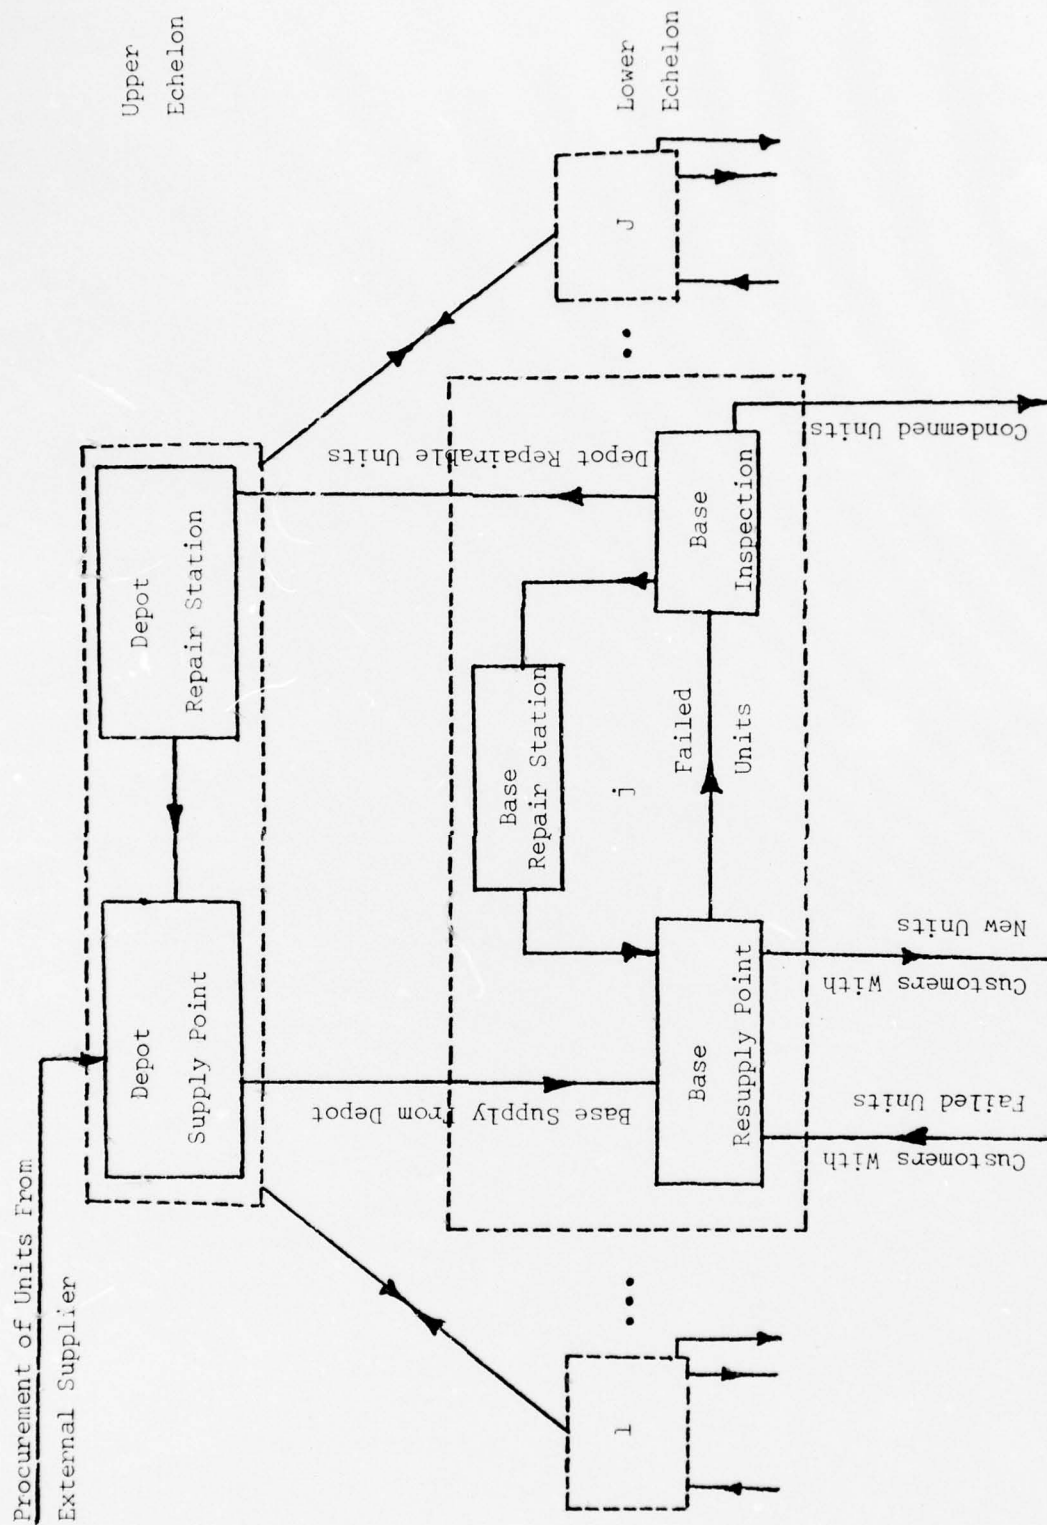 Procurement of Units From
External Supplier
Upper
Echelon
Depot
Supply Point
Depot
Repair Station
Base Supply From Depot
Depot Repairable Units
Lower
Echelon
1
j
J
Base
Repair Station
Base
Resupply Point
Failed
Units
Base
Inspection
Customers With
Failed Units
Customers With
New Units
Condemned Units